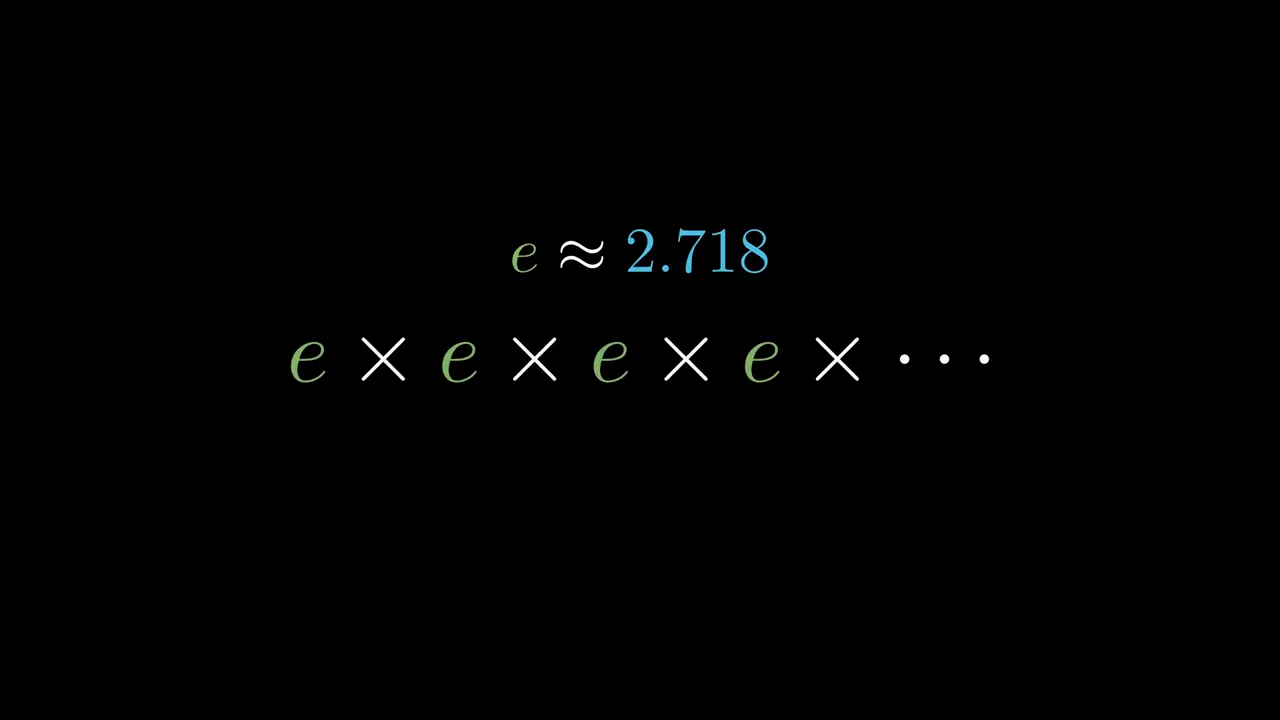 e ≈ 2.718
e × e × e × e × ⋯